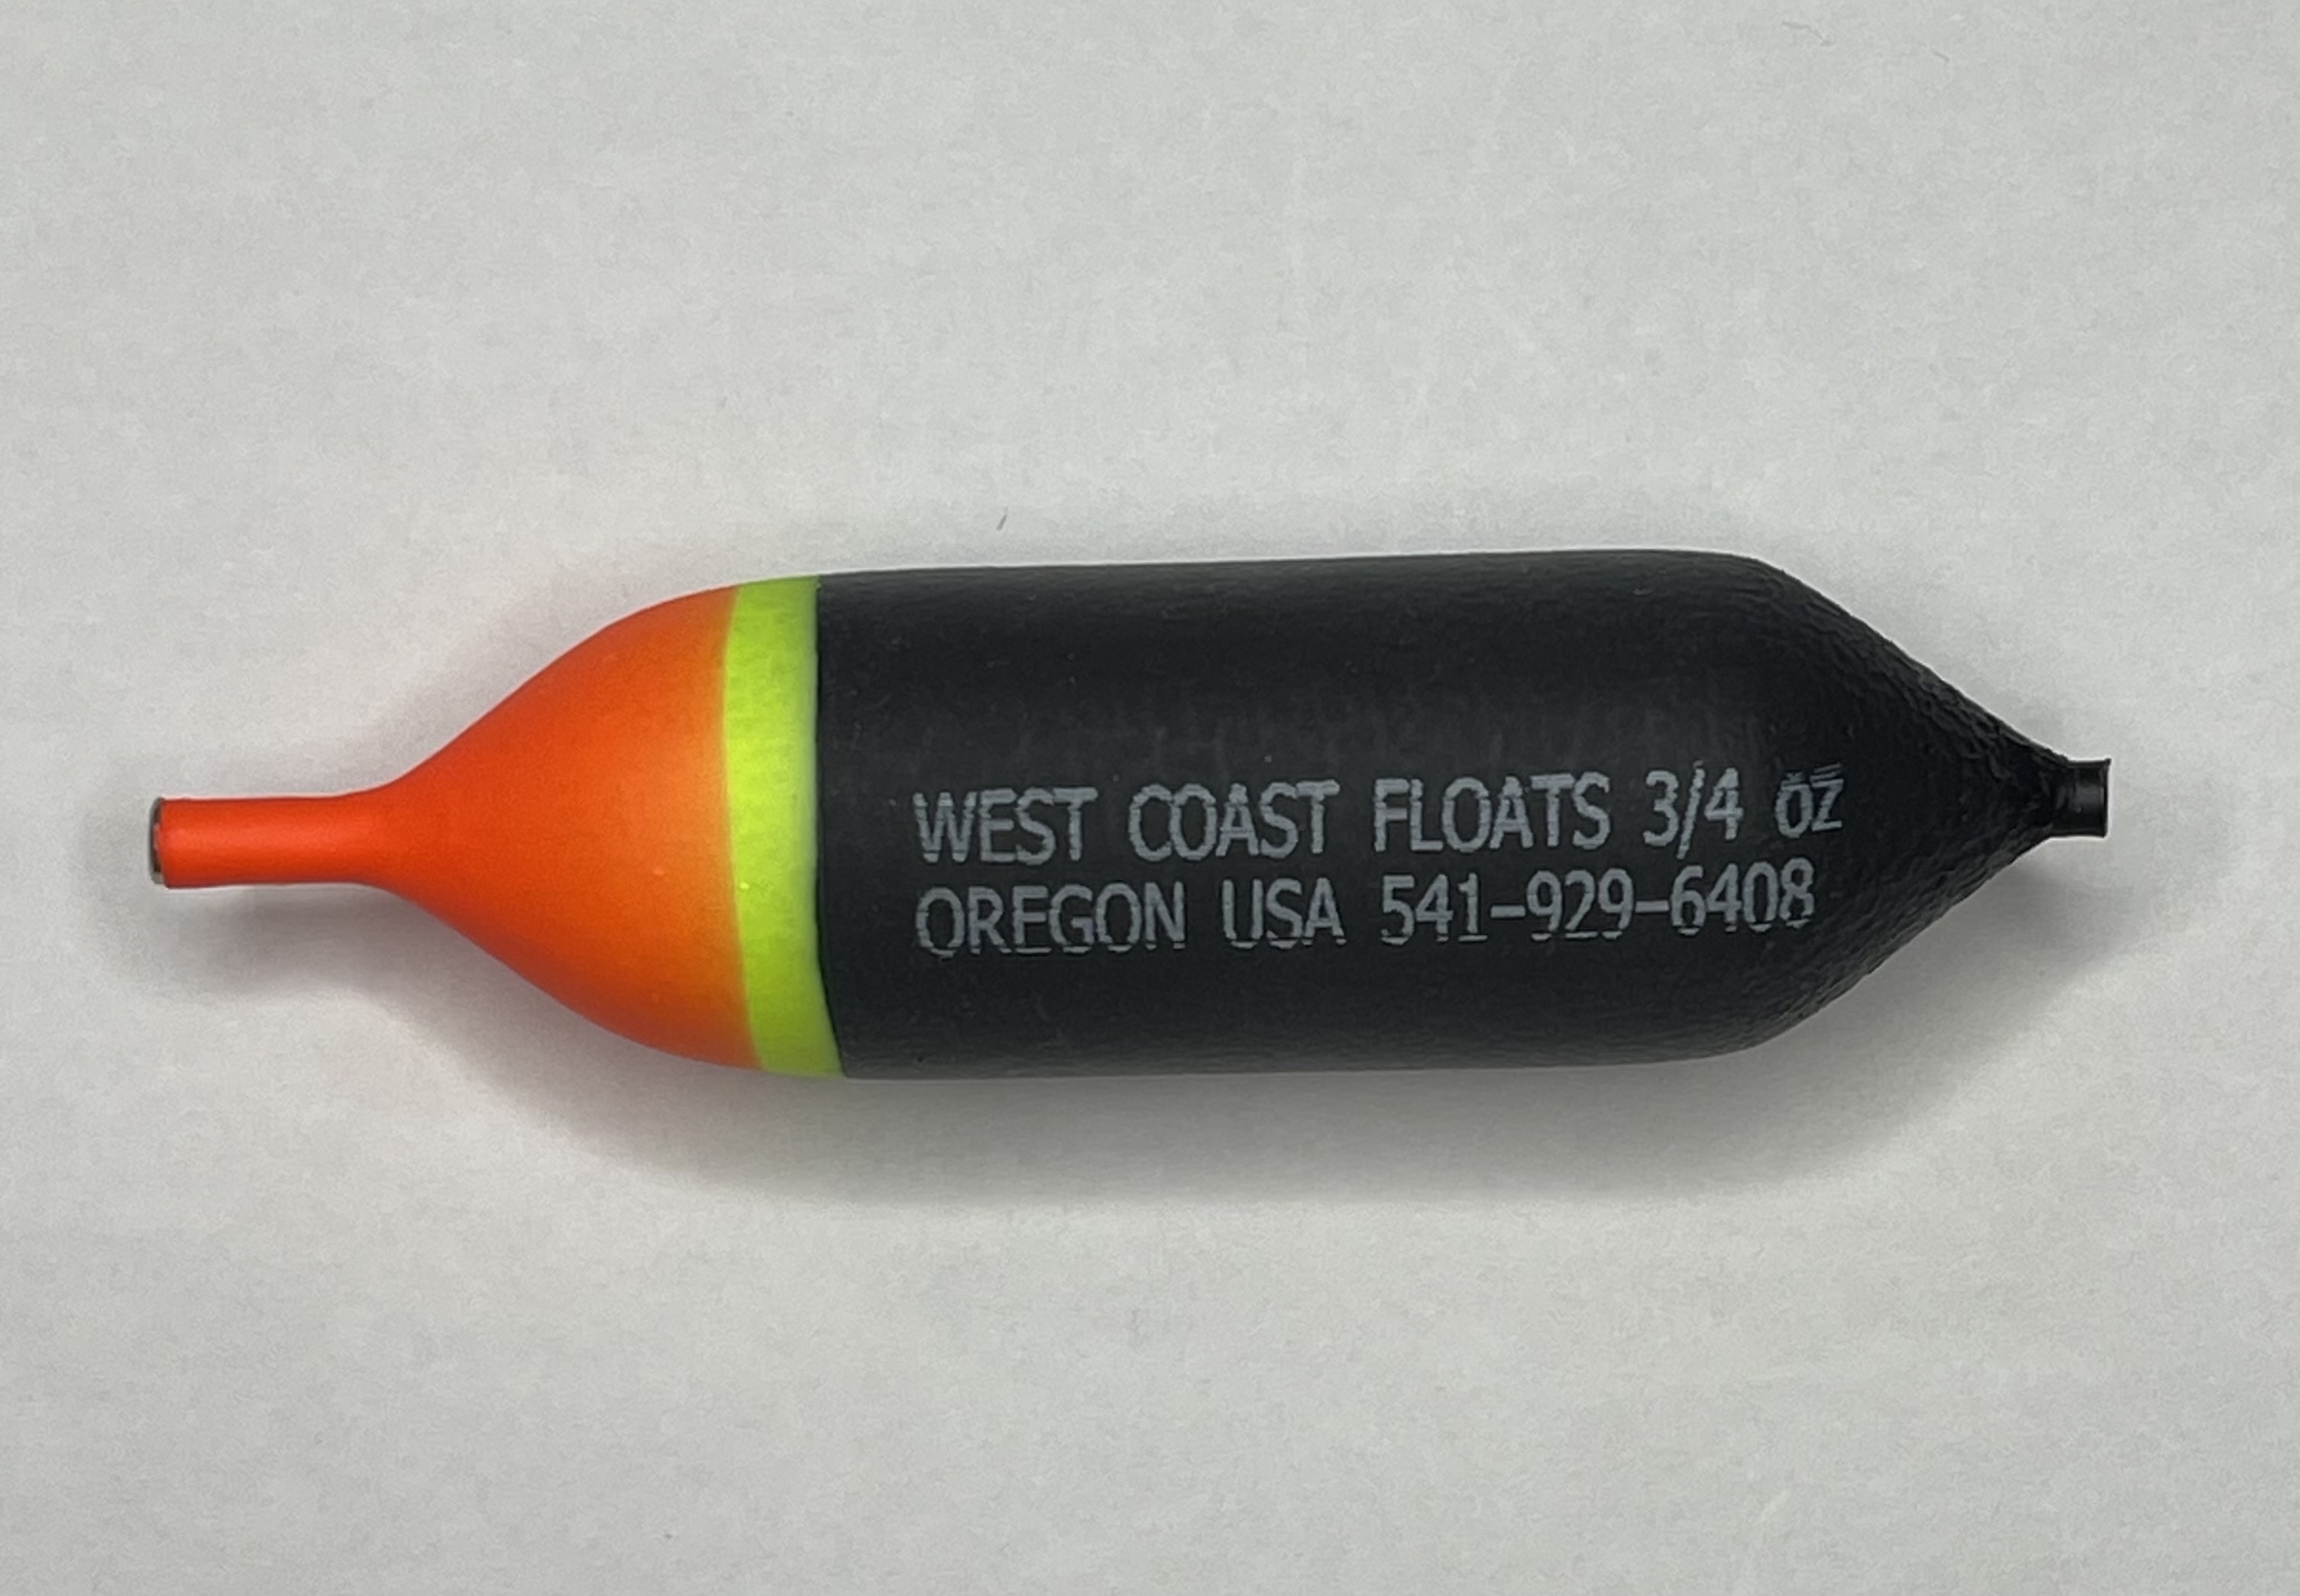 WEST COAST FLOATS 3/4 oz
OREGON USA 541-929-6408